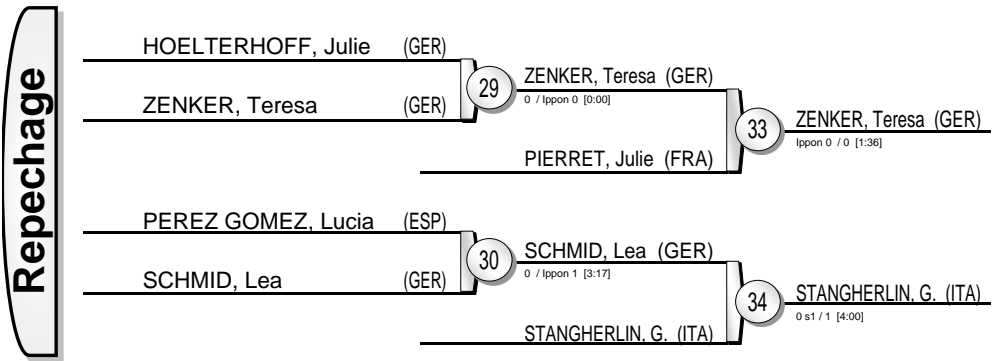 Repechage
HOELTERHOFF, Julie (GER)
ZENKER, Teresa (GER)
29
ZENKER, Teresa (GER)
0 / Ippon 0 [0:00]
PIERRET, Julie (FRA)
33
ZENKER, Teresa (GER)
Ippon 0 / 0 [1:36]
PEREZ GOMEZ, Lucia (ESP)
SCHMID, Lea (GER)
30
SCHMID, Lea (GER)
0 / Ippon 1 [3:17]
STANGHERLIN, G. (ITA)
34
STANGHERLIN, G. (ITA)
0 s1 / 1 [4:00]